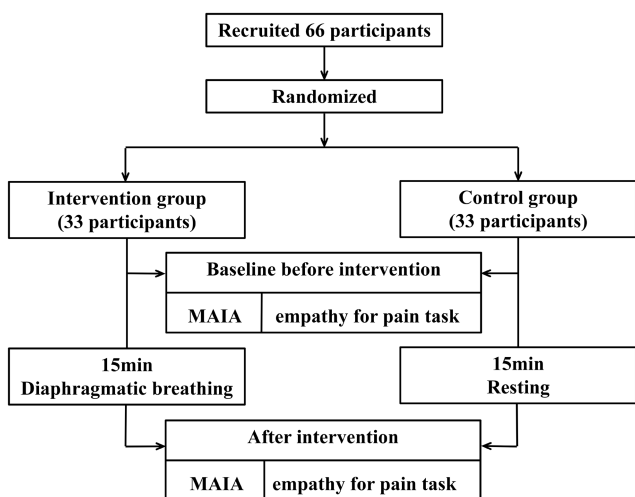 Recruited 66 participants
Randomized
Intervention group
(33 participants)
Control group
(33 participants)
Baseline before intervention
MAIA empathy for pain task
15min
Diaphragmatic breathing
15min
Resting
After intervention
MAIA empathy for pain task